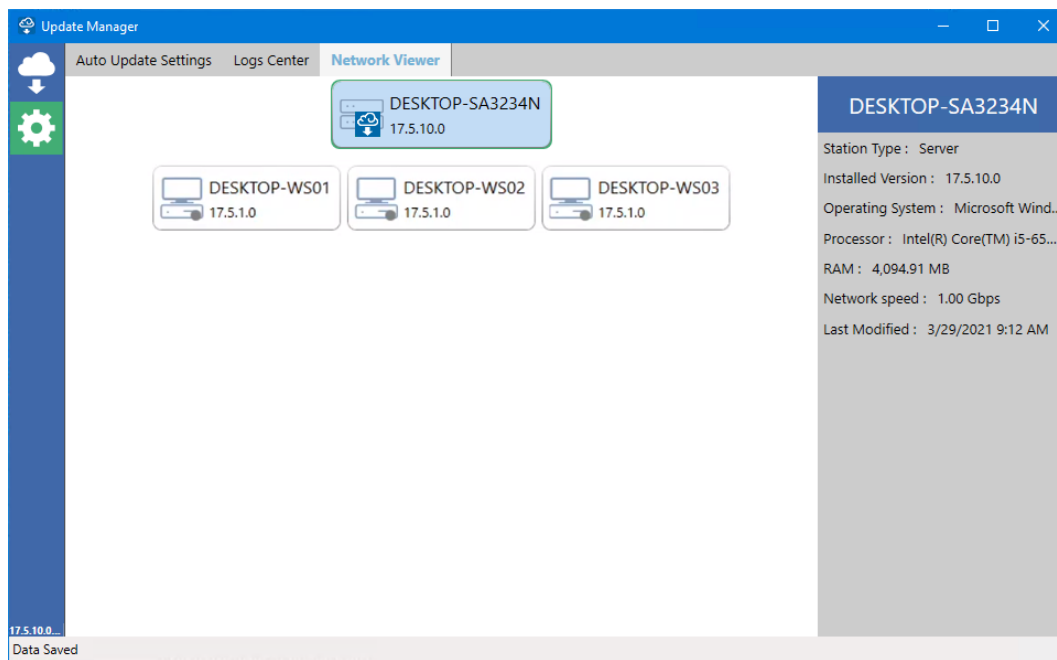 Update Manager
Auto Update Settings Logs Center Network Viewer
DESKTOP-SA3234N
17.5.10.0
DESKTOP-WS01
17.5.1.0
DESKTOP-WS02
17.5.1.0
DESKTOP-WS03
17.5.1.0
DESKTOP-SA3234N
Station Type : Server
Installed Version : 17.5.10.0
Operating System : Microsoft Wind..
Processor : Intel(R) Core(TM) i5-65...
RAM : 4,094.91 MB
Network speed : 1.00 Gbps
Last Modified : 3/29/2021 9:12 AM
17.5.10.0...
Data Saved